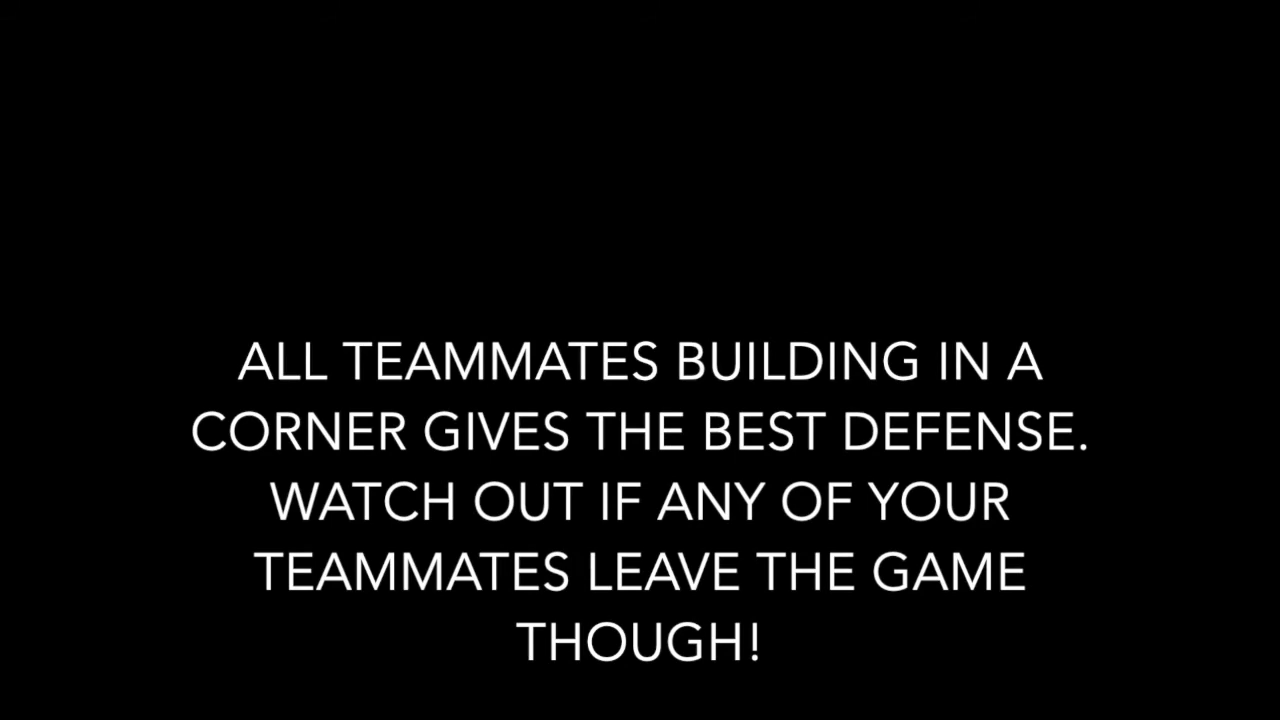 ALL TEAMMATES BUILDING IN A
CORNER GIVES THE BEST DEFENSE.
WATCH OUT IF ANY OF YOUR
TEAMMATES LEAVE THE GAME
THOUGH!